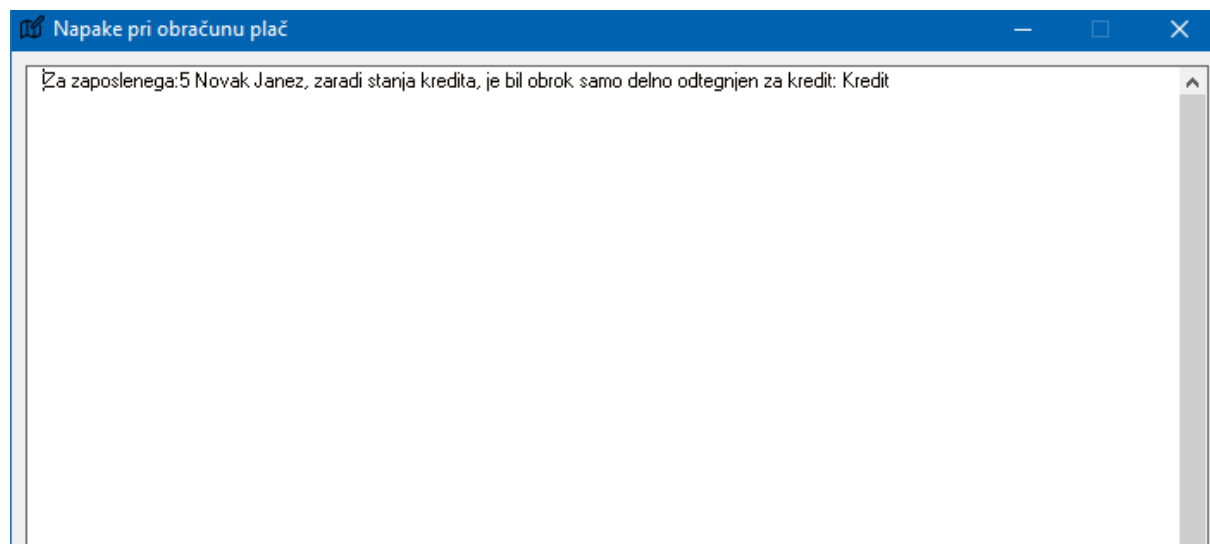 Napake pri obračunu plač
Za zaposlenega:5 Novak Janez, zaradi stanja kredita, je bil obrok samo delno odtegnjen za kredit: Kredit